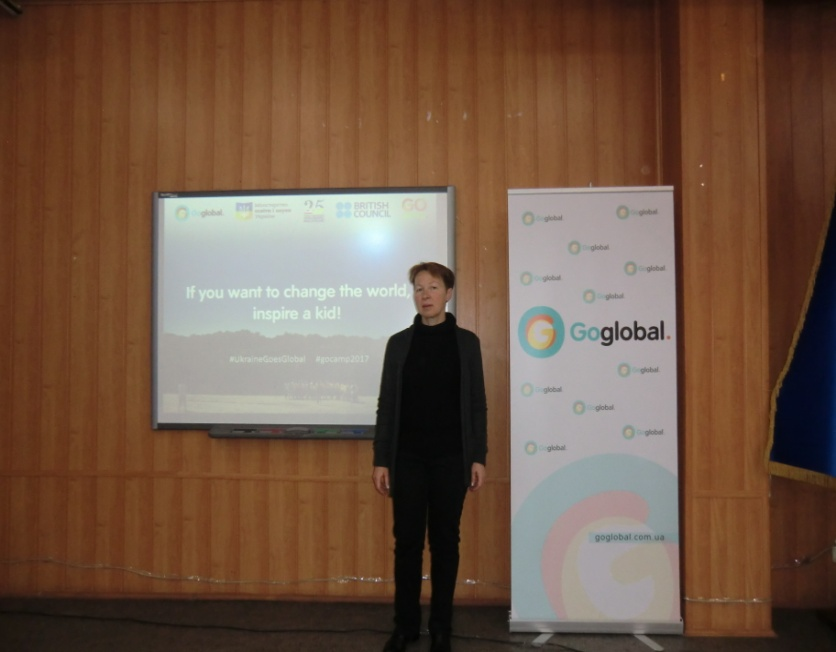 Goglobal.
25
BRITISH
COUNCIL
GO
If you want to change the world,
inspire a kid!
#UkraineGoesGlobal #gocamp2017
Goglobal.
Goglobal.
Goglobal.
Goglobal.
Goglobal.
Goglobal.
Goglobal.
Goglobal.
Goglobal.
Goglobal.
Goglobal.
Goglobal.
goglobal.com.ua